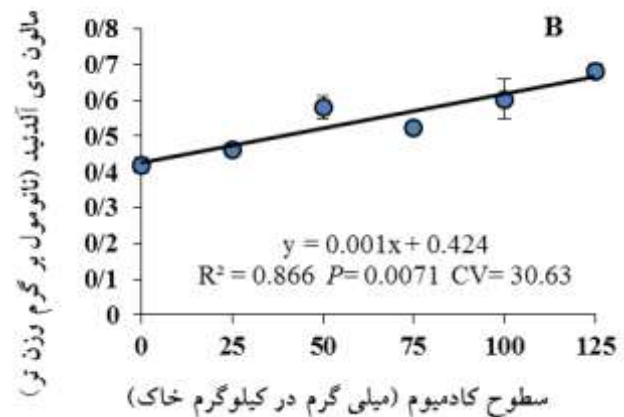 B
مالون دی آلدئید (نانومول بر گرم وزن تر)
0/8
0/7
0/6
0/5
0/4
0/3
0/2
0/1
0
y = 0.001x + 0.424
R² = 0.866 P=0.0071 CV= 30.63
0 25 50 75 100 125
سطوح کادمیوم (میلی گرم در کیلوگرم خاک)